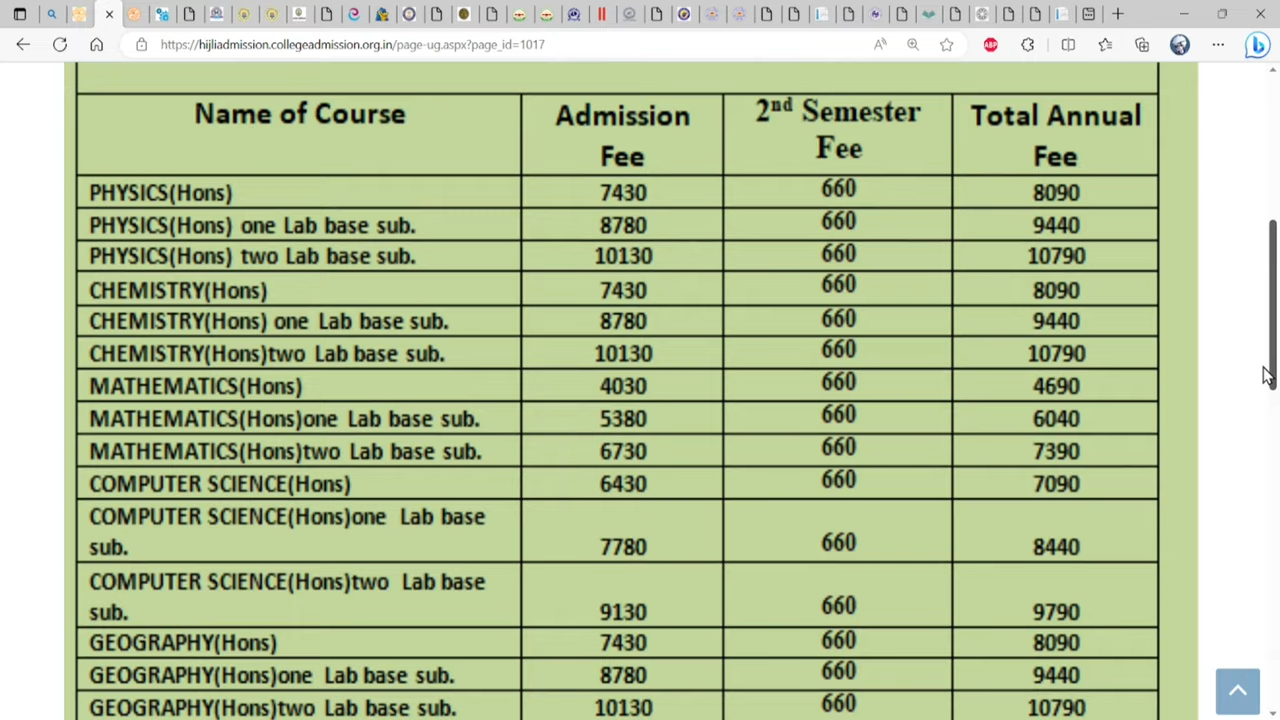 https://hijliadmission.collegeadmission.org.in/page-ug.aspx?page_id=1017
ABP
Name of Course Admission Fee 2nd Semester Fee Total Annual Fee
PHYSICS(Hons) 7430 660 8090
PHYSICS(Hons) one Lab base sub. 8780 660 9440
PHYSICS(Hons) two Lab base sub. 10130 660 10790
CHEMISTRY(Hons) 7430 660 8090
CHEMISTRY(Hons) one Lab base sub. 8780 660 9440
CHEMISTRY(Hons)two Lab base sub. 10130 660 10790
MATHEMATICS(Hons) 4030 660 4690
MATHEMATICS(Hons)one Lab base sub. 5380 660 6040
MATHEMATICS(Hons)two Lab base sub. 6730 660 7390
COMPUTER SCIENCE(Hons) 6430 660 7090
COMPUTER SCIENCE(Hons)one Lab base
sub. 7780 660 8440
COMPUTER SCIENCE(Hons)two Lab base
sub. 9130 660 9790
GEOGRAPHY(Hons) 7430 660 8090
GEOGRAPHY(Hons)one Lab base sub. 8780 660 9440
GEOGRAPHY(Hons)two Lab base sub. 10130 660 10790